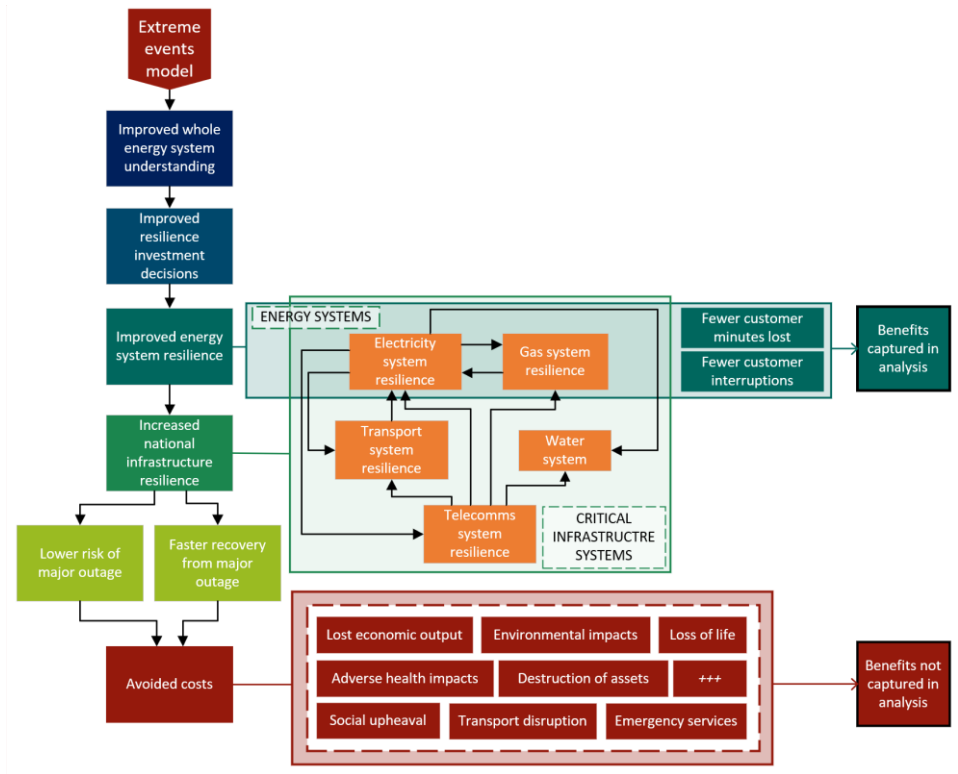 Extreme
events
model
Improved whole
energy system
understanding
Improved
resilience
investment
decisions
Improved energy
system resilience
Increased
national
infrastructure
resilience
Lower risk of
major outage
Faster recovery
from major
outage
Avoided costs
ENERGY SYSTEMS
Electricity
system
resilience
Gas system
resilience
Transport
system
resilience
Water
system
Telecomms
system
resilience
CRITICAL
INFRASTRUCTRE
SYSTEMS
Fewer customer
minutes lost
Fewer customer
interruptions
Benefits
captured in
analysis
Lost economic output
Environmental impacts
Loss of life
Adverse health impacts
Destruction of assets
+++
Social upheaval
Transport disruption
Emergency services
Benefits not
captured in
analysis